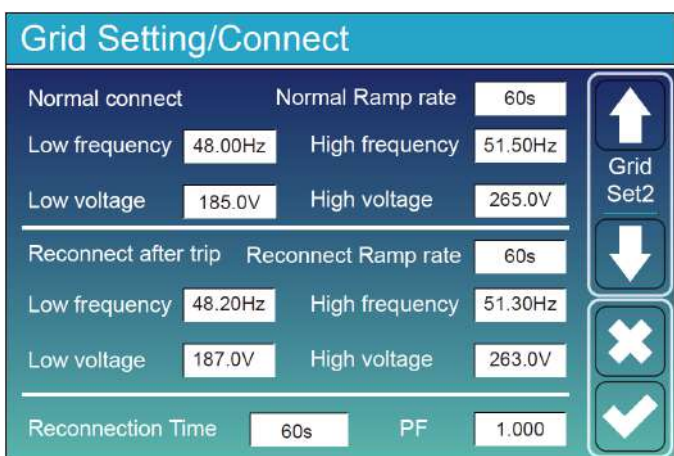 Grid Setting/Connect
Normal connect Normal Ramp rate 60s
Low frequency 48.00Hz High frequency 51.50Hz
Low voltage 185.0V High voltage 265.0V
Grid
Set2
Reconnect after trip Reconnect Ramp rate 60s
Low frequency 48.20Hz High frequency 51.30Hz
Low voltage 187.0V High voltage 263.0V
Reconnection Time 60s PF 1.000